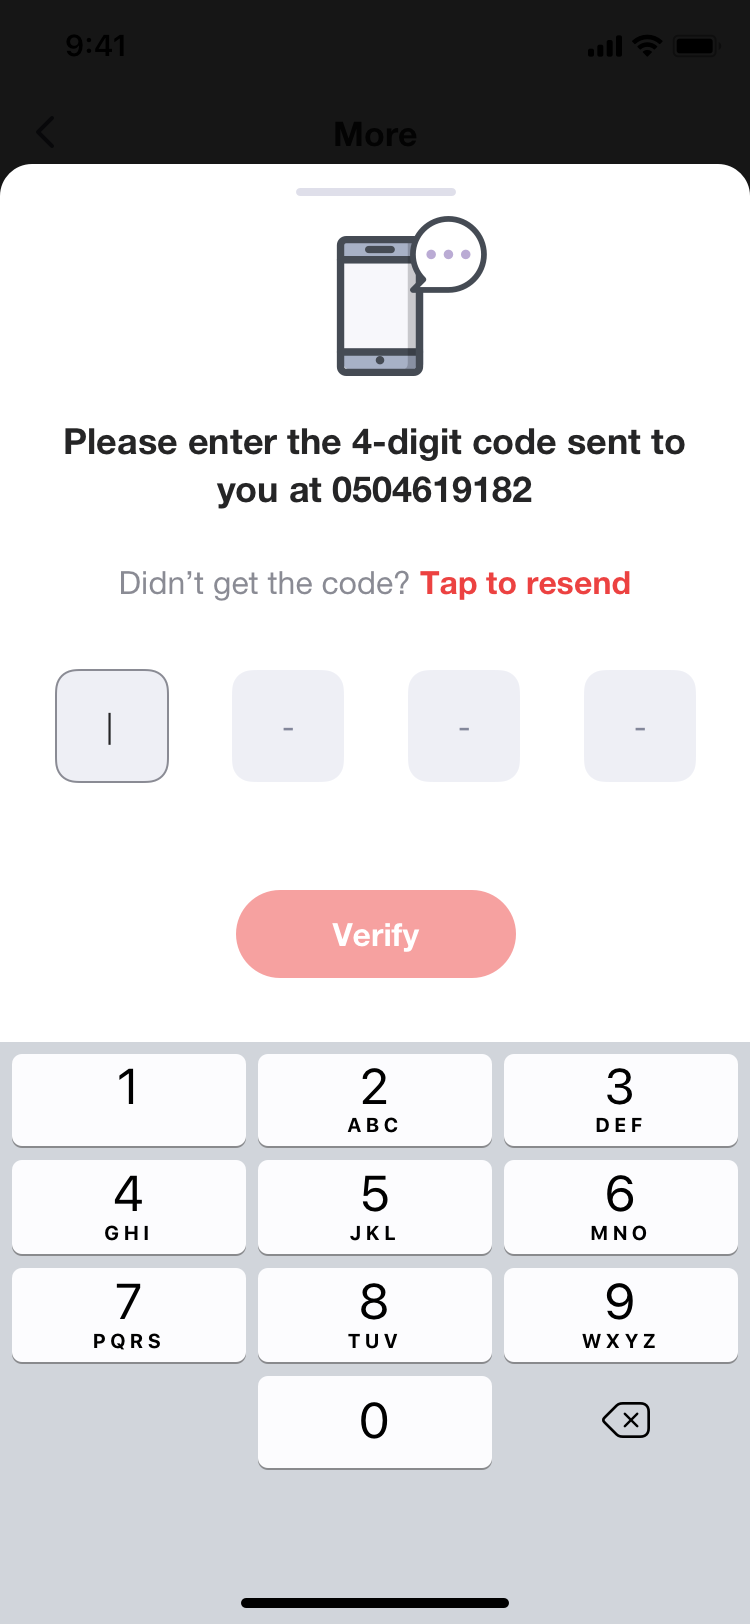 9:41
More
Please enter the 4-digit code sent to
you at 0504619182
Didn’t get the code? Tap to resend
- - -
Verify
1 2 3
ABC DEF
4 5 6
GHI JKL MNO
7 8 9
PQRS TUV WXYZ
0